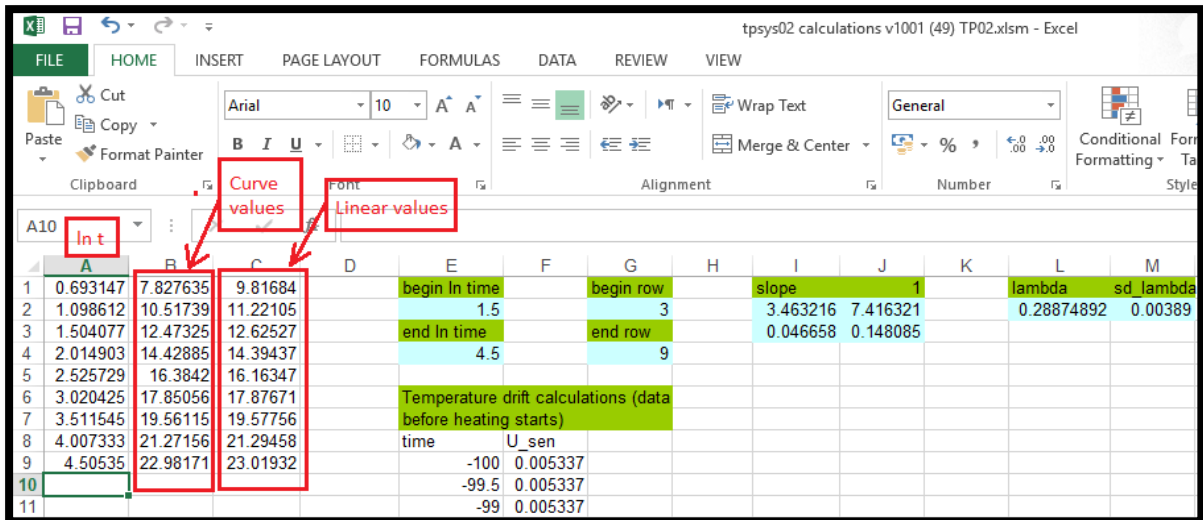 tpsys02 calculations v1001 (49) TP02.xlsm - Excel
FILE HOME INSERT PAGE LAYOUT FORMULAS DATA REVIEW VIEW
Cut
Copy
Format Painter
Paste
Arial 10
B I U
Wrap Text
Merge & Center
General
% ,
Conditional
Formatting
Clipboard Font Alignment Number Style
Curve
values
Linear values
A10
ln t
A B C D E F G H I J K L M
1 0.693147 7.827635 9.81684 begin ln time begin row slope 1 lambda sd_lambda
2 1.098612 10.51739 11.22105 1.5 3 3.463216 7.416321 0.28874892 0.00389
3 1.504077 12.47325 12.62527 end ln time end row 0.046658 0.148085
4 2.014903 14.42885 14.39437 4.5 9
5 2.525729 16.3842 16.16347
6 3.020425 17.85056 17.87671 Temperature drift calculations (data
7 3.511545 19.56115 19.57756 before heating starts)
8 4.007333 21.27156 21.29458 time U_sen
9 4.50535 22.98171 23.01932 -100 0.005337
10 -99.5 0.005337
11 -99 0.005337